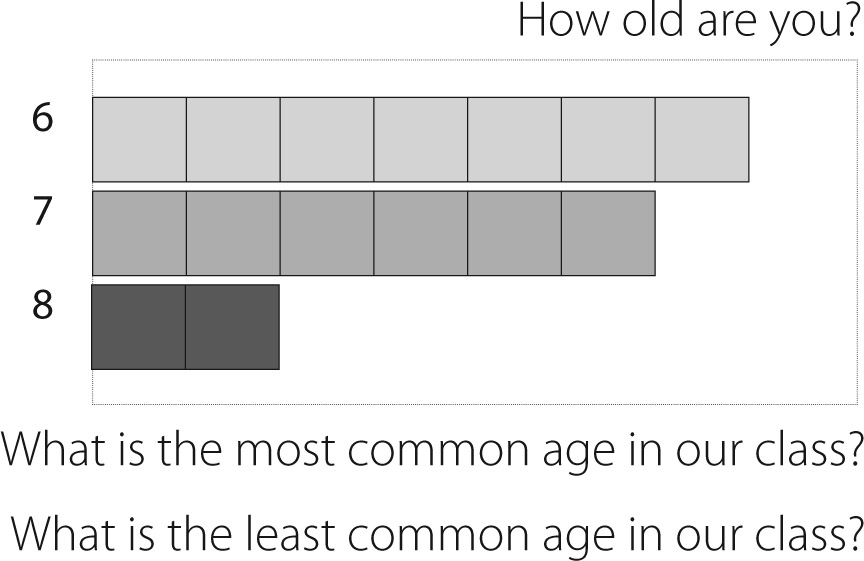 How old are you?
6
7
8
What is the most common age in our class?
What is the least common age in our class?